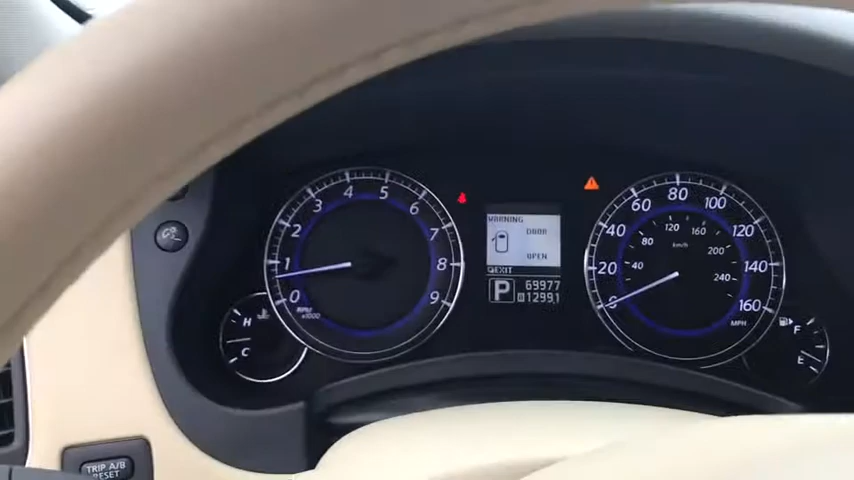 0 1 2 3 4 5 6 7 8 9
RPM
x1000
H
C
WARNING
DOOR
OPEN
EXIT
P
69977
1299.1
20 40 60 80 100 120 140 160
40 80 120 160 200 240
km/h
MPH
F
E
TRIP A/B
RESET